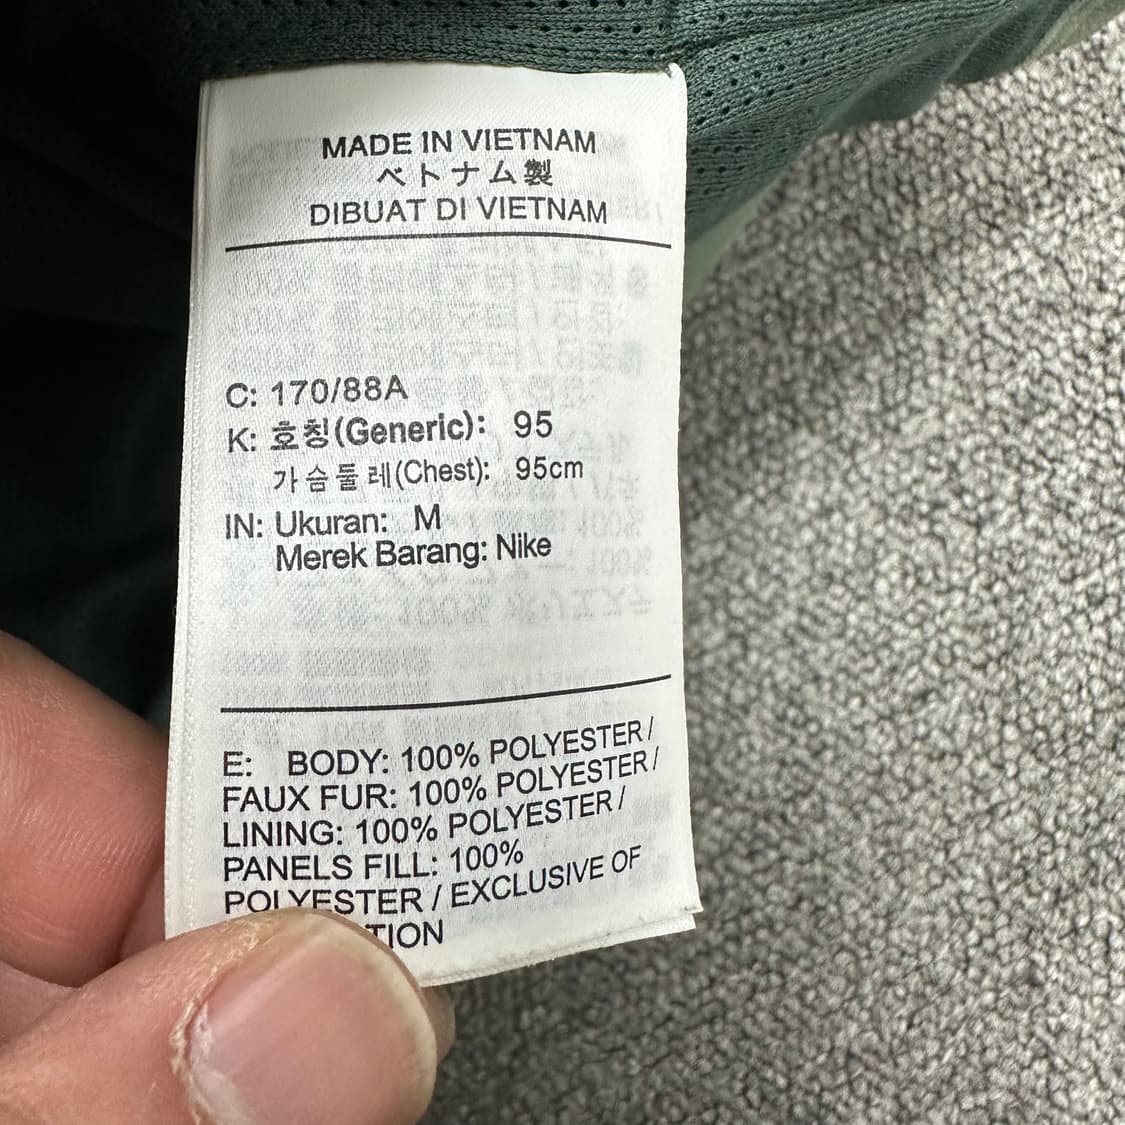 MADE IN VIETNAM
ベトナム製
DIBUAT DI VIETNAM
C: 170/88A
K: 호칭(Generic): 95
가슴둘레(Chest): 95cm
IN: Ukuran: M
Merek Barang: Nike
E: BODY: 100% POLYESTER /
FAUX FUR: 100% POLYESTER /
LINING: 100% POLYESTER /
PANELS FILL: 100%
POLYESTER / EXCLUSIVE OF